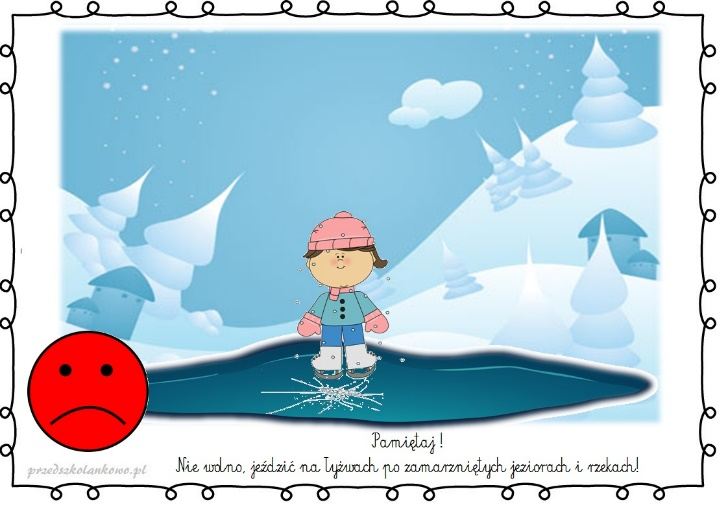 Pamiętaj!
Nie wolno, jeździć na łyżwach po zamarzniętych jeziorach i rzekach!
przedszkolankowo.pl